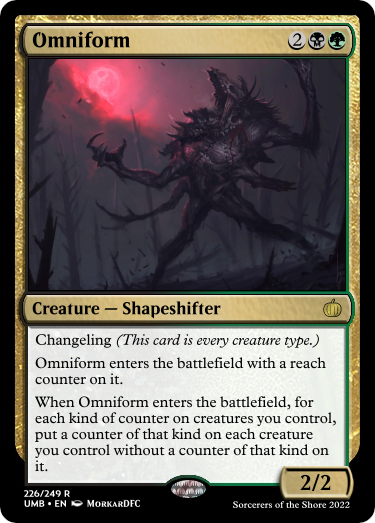 Omniform 2
Creature — Shapeshifter
Changeling (This card is every creature type.)
Omniform enters the battlefield with a reach
counter on it.
When Omniform enters the battlefield, for
each kind of counter on creatures you control,
put a counter of that kind on each creature
you control without a counter of that kind on
it.
2/2
226/249 R
UMB • EN MorkarDFC
Sorcerers of the Shore 2022